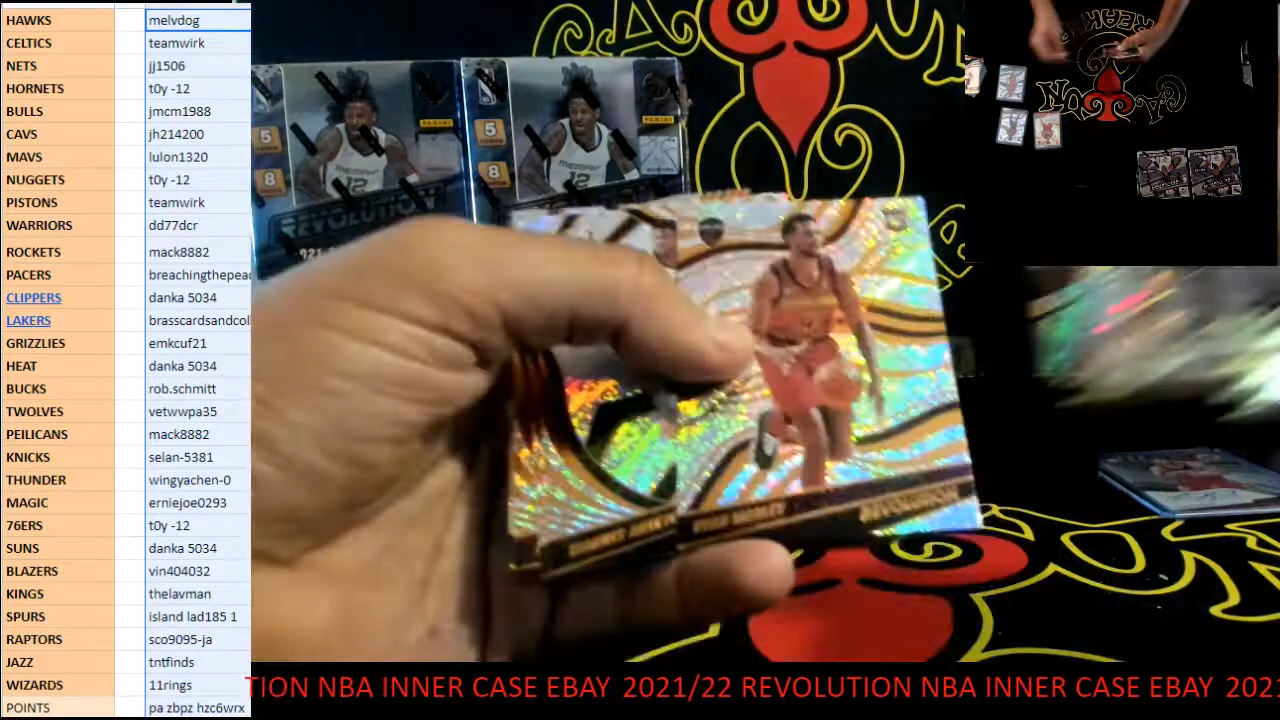 HAWKS melvdog
CELTICS teamwirk
NETS jj1506
HORNETS t0y -12
BULLS jmcm1988
CAVS jh214200
MAVS lulon1320
NUGGETS t0y -12
PISTONS teamwirk
WARRIORS dd77dcr
ROCKETS mack8882
PACERS breachingthepeac
CLIPPERS danka 5034
LAKERS brasscardsandcol
GRIZZLIES emkcuf21
HEAT danka 5034
BUCKS rob.schmitt
TWOLVES vetwwpa35
PEILICANS mack8882
KNICKS selan-5381
THUNDER wingyachen-0
MAGIC erniejoe0293
76ERS t0y -12
SUNS danka 5034
BLAZERS vin404032
KINGS thelavman
SPURS island lad185 1
RAPTORS sco9095-ja
JAZZ tntfinds
WIZARDS 11rings
POINTS pa zbpz hzc6wrx
5
8
PANINI
MEMPHIS
12
REVOLUTION
5
8
PANINI
MEMPHIS
12
REVOLUTION
TION NBA INNER CASE EBAY 2021/22 REVOLUTION NBA INNER CASE EBAY 202